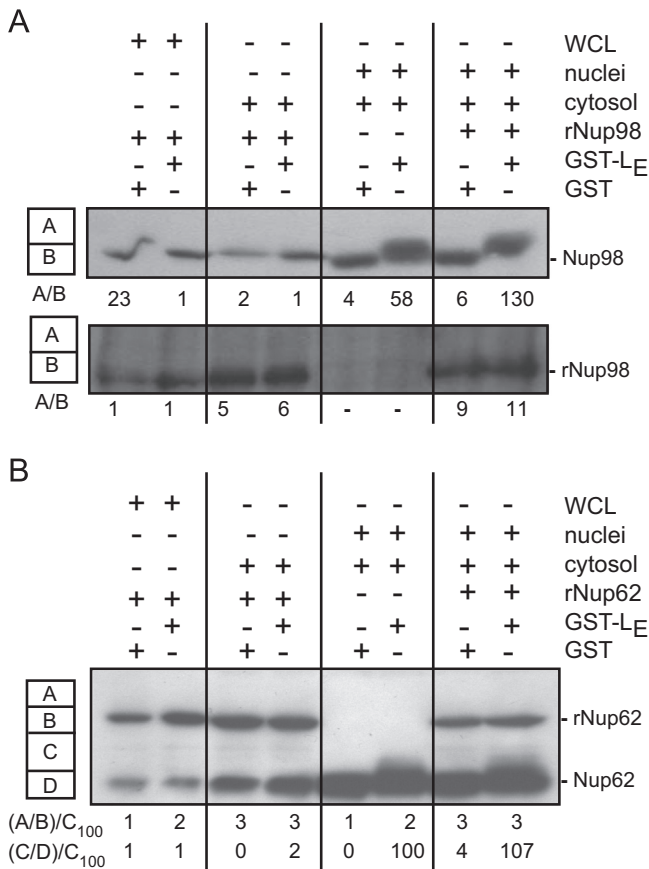 A
+ + - - - - - - WCL
- - - - + + + + nuclei
- - + + + + + + cytosol
+ + + + - - + + rNup98
- + - + - + - + GST-LE
+ - + - + - + - GST
A
B
- Nup98
A/B 23 1 2 1 4 58 6 130
A
B
- rNup98
A/B 1 1 5 6 - - 9 11
B
+ + - - - - - - WCL
- - - - + + + + nuclei
- - + + + + + + cytosol
+ + + + - - + + rNup62
- + - + - + - + GST-LE
+ - + - + - + - GST
A
B - rNup62
C
D - Nup62
(A/B)/C100 1 2 3 3 1 2 3 3
(C/D)/C100 1 1 0 2 0 100 4 107